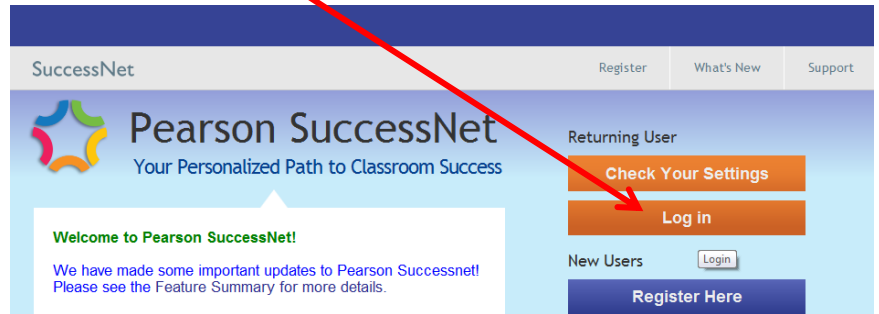 SuccessNet
Register
What's New
Support
Pearson SuccessNet
Your Personalized Path to Classroom Success
Returning User
Check Your Settings
Log in
Welcome to Pearson SuccessNet!
We have made some important updates to Pearson Successnet!
Please see the Feature Summary for more details.
New Users
Login
Register Here